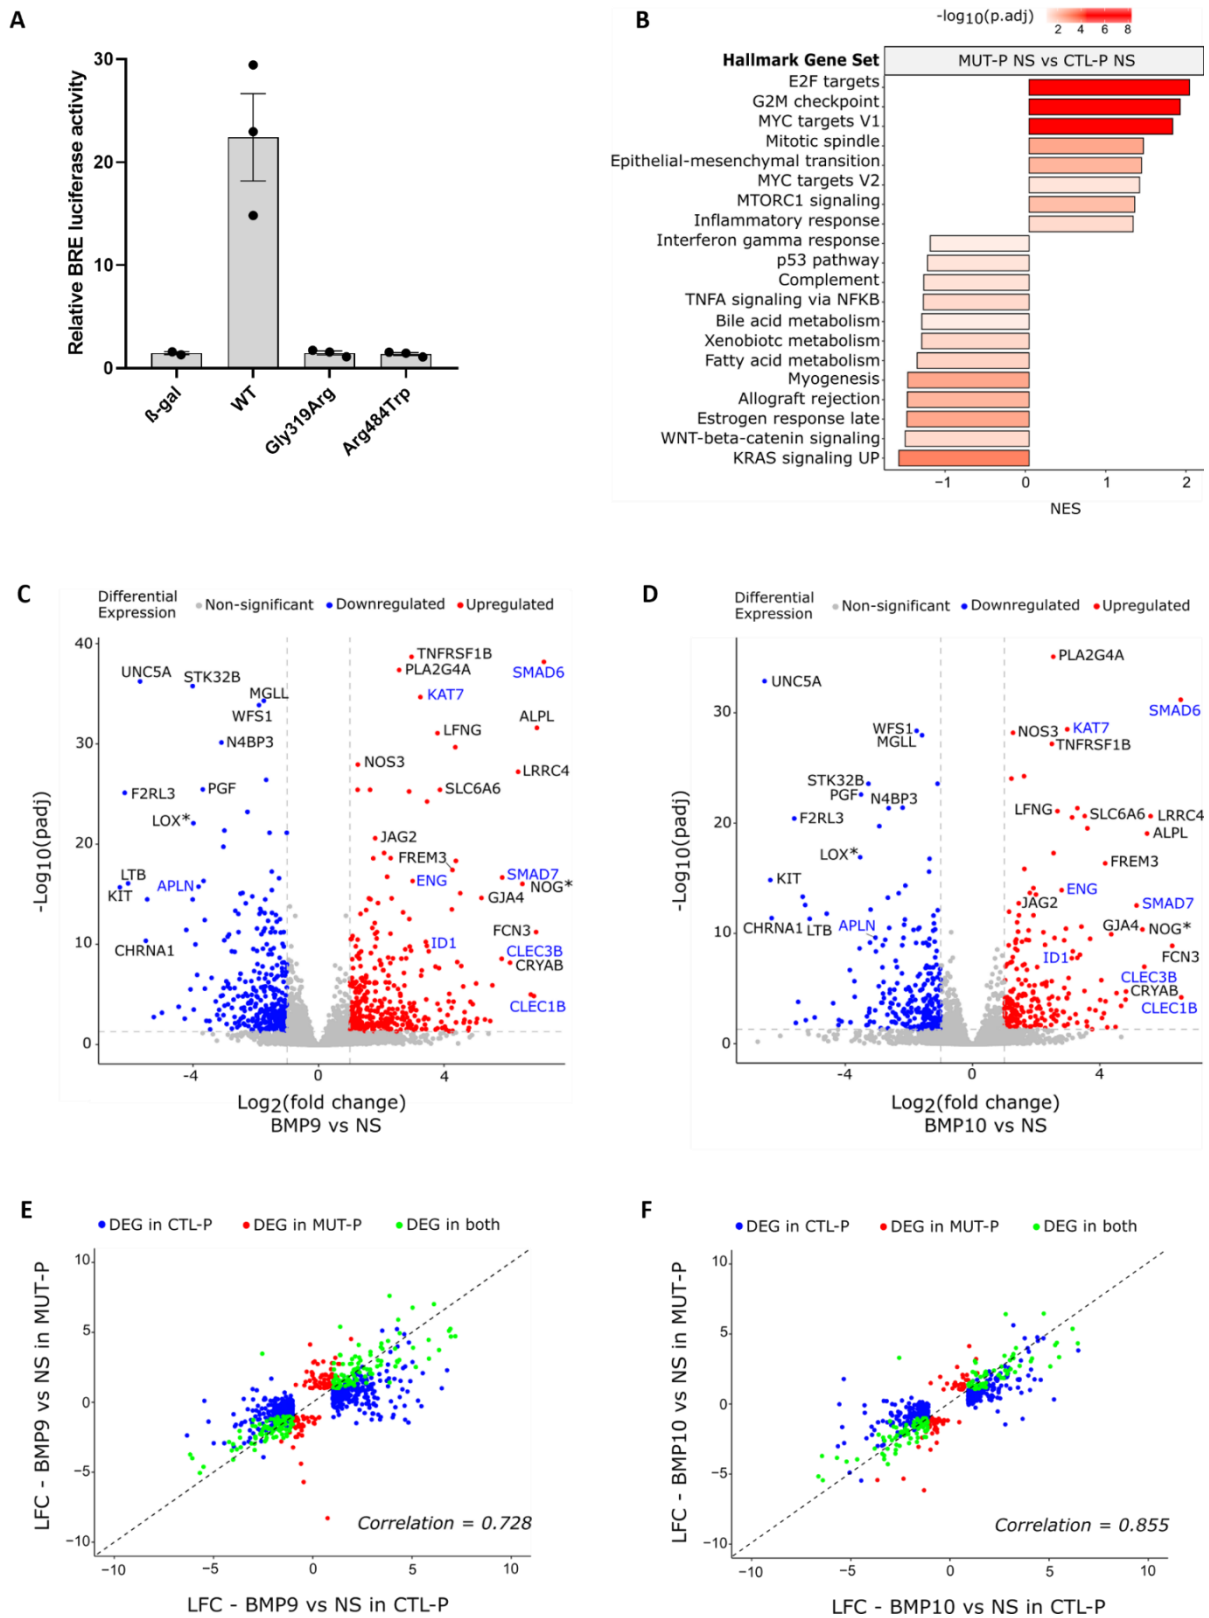 A
Relative BRE luciferase activity
30
20
10
0
ß-gal
WT
Gly319Arg
Arg484Trp
B
-log10(p.adj)
2 4 6 8
Hallmark Gene Set
MUT-P NS vs CTL-P NS
E2F targets
G2M checkpoint
MYC targets V1
Mitotic spindle
Epithelial-mesenchymal transition
MYC targets V2
MTORC1 signaling
Inflammatory response
Interferon gamma response
p53 pathway
Complement
TNFA signaling via NFKB
Bile acid metabolism
Xenobiotc metabolism
Fatty acid metabolism
Myogenesis
Allograft rejection
Estrogen response late
WNT-beta-catenin signaling
KRAS signaling UP
−1 0 1 2
NES
C
Differential Expression
Non-significant
Downregulated
Upregulated
-Log10(padj)
40
30
20
10
0
UNC5A
STK32B
MGLL
WFS1
N4BP3
F2RL3
PGF
LOX*
LTB
KIT
APLN
CHRNA1
TNFRSF1B
PLA2G4A
SMAD6
KAT7
LFNG
ALPL
NOS3
LRRC4
SLC6A6
JAG2
FREM3
ENG
SMAD7
NOG*
GJA4
FCN3
ID1
CLEC3B
CRYAB
CLEC1B
-4 0 4
Log2(fold change)
BMP9 vs NS
D
Differential Expression
Non-significant
Downregulated
Upregulated
-Log10(padj)
30
20
10
0
PLA2G4A
UNC5A
SMAD6
WFS1
MGLL
NOS3
KAT7
TNFRSF1B
STK32B
PGF
N4BP3
F2RL3
LFNG
SLC6A6
LRRC4
ALPL
LOX*
FREM3
KIT
ENG
SMAD7
JAG2
CHRNA1
LTB
APLN
GJA4
NOG*
FCN3
ID1
CLEC3B
CRYAB
CLEC1B
-4 0 4
Log2(fold change)
BMP10 vs NS
E
DEG in CTL-P
DEG in MUT-P
DEG in both
LFC - BMP9 vs NS in MUT-P
10
5
0
−5
−10
Correlation = 0.728
−10 −5 0 5 10
LFC - BMP9 vs NS in CTL-P
F
DEG in CTL-P
DEG in MUT-P
DEG in both
LFC - BMP10 vs NS in MUT-P
10
5
0
−5
−10
Correlation = 0.855
−10 −5 0 5 10
LFC - BMP10 vs NS in CTL-P